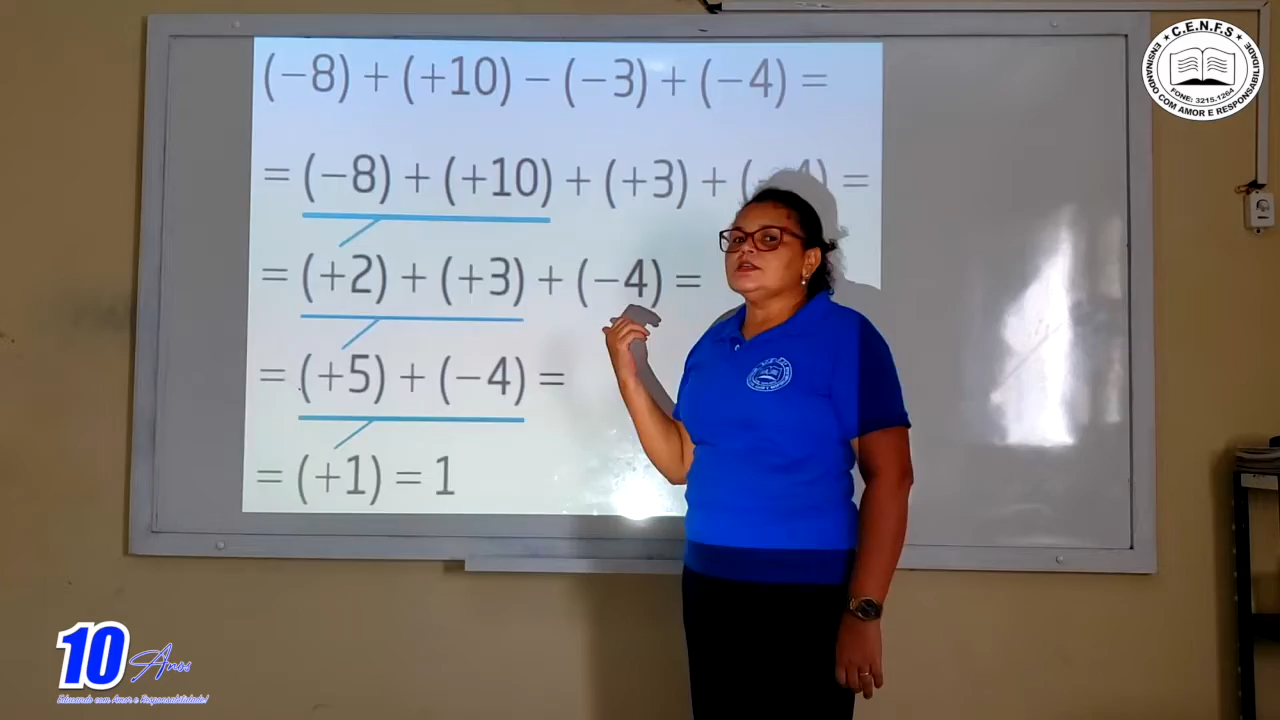 (−8) + (+10) − (−3) + (−4) =
= (−8) + (+10) + (+3) + (−4) =
= (+2) + (+3) + (−4) =
= (+5) + (−4) =
= (+1) = 1
★ C.E.N.F.S ★
ENSINANDO COM AMOR E RESPONSABILIDADE
FONE: 3215.1264
10 Anos
Educando com Amor e Responsabilidade!